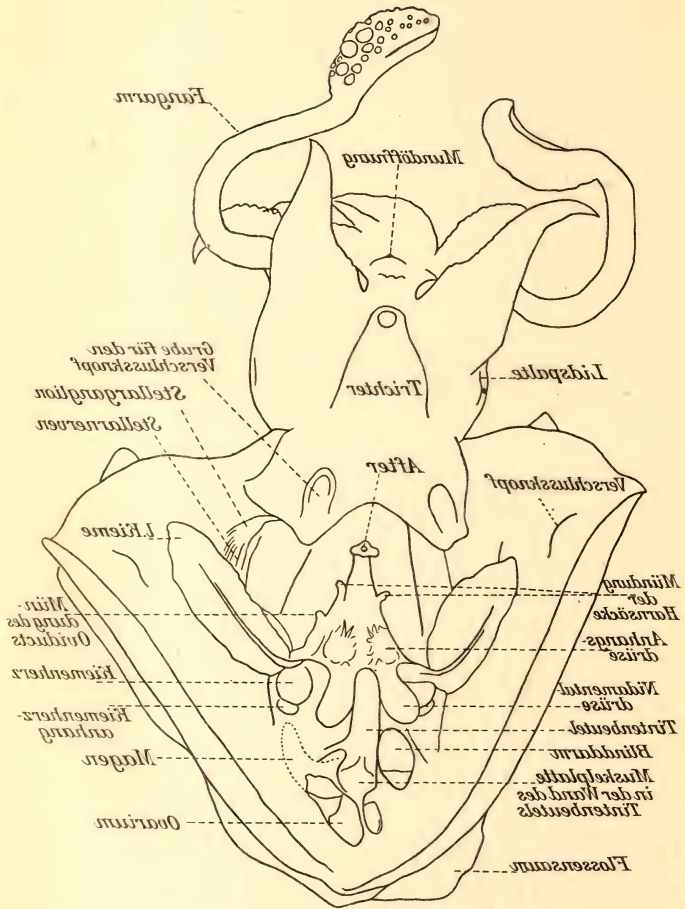 Fangarm
Mundöffnung
Grube für den
Verschlussknopf
Stellarganglion
Stellarnerven
Trichter
Lidspalte
After
Verschlussknopf
l. Kieme
Mün-
dung des
Oviducts
Kiemenherz
Kiemenherz-
anhang
Magen
Ovarium
Mündung
der
Harnsäcke
Anhangs-
drüse
Nidamental-
drüse
Tintenbeutel
Blinddarm
Muskelplatte
in der Wand des
Tintenbeutels
Flossensaum